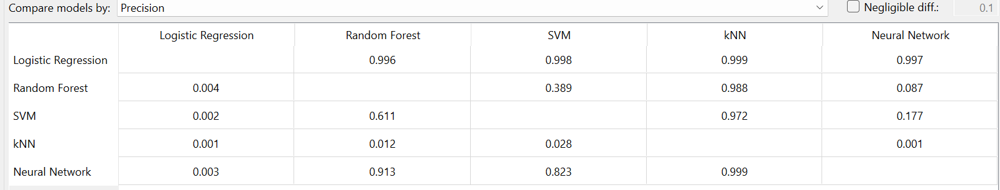 Compare models by: Precision Negligible diff.: 0.1
Logistic Regression Random Forest SVM kNN Neural Network
Logistic Regression 0.996 0.998 0.999 0.997
Random Forest 0.004 0.389 0.988 0.087
SVM 0.002 0.611 0.972 0.177
kNN 0.001 0.012 0.028 0.001
Neural Network 0.003 0.913 0.823 0.999